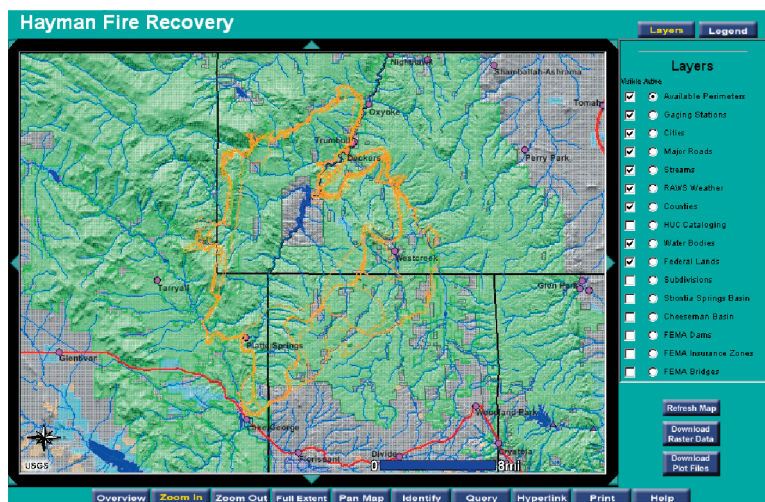 Hayman Fire Recovery
Layers
Legend
Layers
Visible Active
Available Perimeters
Gaging Stations
Cities
Major Roads
Streams
RAWS Weather
Counties
HUC Cataloging
Water Bodies
Federal Lands
Subdivisions
Strontia Springs Basin
Cheeseman Basin
FEMA Dams
FEMA Insurance Zones
FEMA Bridges
Refresh Map
Download
Raster Data
Download
Plot Files
Nighthawk
Shamballah-Ashrama
Oxyoke
Trumbull
Deckers
Perry Park
Westcreek
Tarryall
Glen Park
Platte Springs
Glentivar
Lake George
Woodland Park
Florissant
Divide
Crystola
0
8mi
USGS
Overview
Zoom In
Zoom Out
Full Extent
Pan Map
Identify
Query
Hyperlink
Print
Help